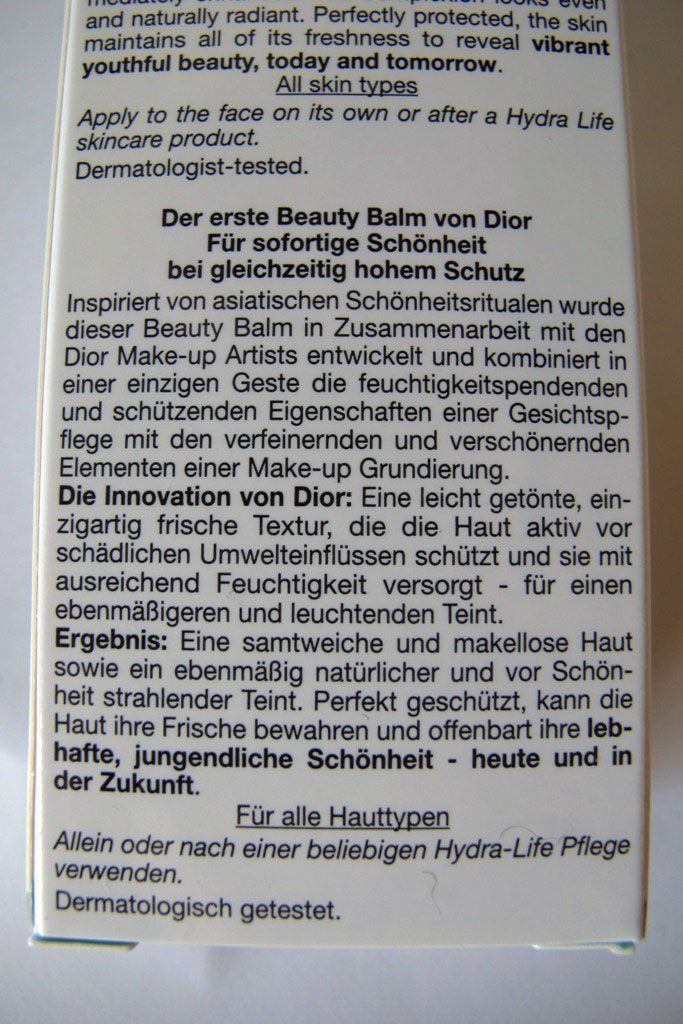 and naturally radiant. Perfectly protected, the skin
maintains all of its freshness to reveal vibrant
youthful beauty, today and tomorrow.
All skin types
Apply to the face on its own or after a Hydra Life
skincare product.
Dermatologist-tested.
Der erste Beauty Balm von Dior
Für sofortige Schönheit
bei gleichzeitig hohem Schutz
Inspiriert von asiatischen Schönheitsritualen wurde
dieser Beauty Balm in Zusammenarbeit mit den
Dior Make-up Artists entwickelt und kombiniert in
einer einzigen Geste die feuchtigkeitspendenden
und schützenden Eigenschaften einer Gesichtsp-
flege mit den verfeinernden und verschönernden
Elementen einer Make-up Grundierung.
Die Innovation von Dior: Eine leicht getönte, ein-
zigartig frische Textur, die die Haut aktiv vor
schädlichen Umwelteinflüssen schützt und sie mit
ausreichend Feuchtigkeit versorgt - für einen
ebenmäßigeren und leuchtenden Teint.
Ergebnis: Eine samtweiche und makellose Haut
sowie ein ebenmäßig natürlicher und vor Schön-
heit strahlender Teint. Perfekt geschützt, kann die
Haut ihre Frische bewahren und offenbart ihre leb-
hafte, jungendliche Schönheit - heute und in
der Zukunft.
Für alle Hauttypen
Allein oder nach einer beliebigen Hydra-Life Pflege
verwenden.
Dermatologisch getestet.